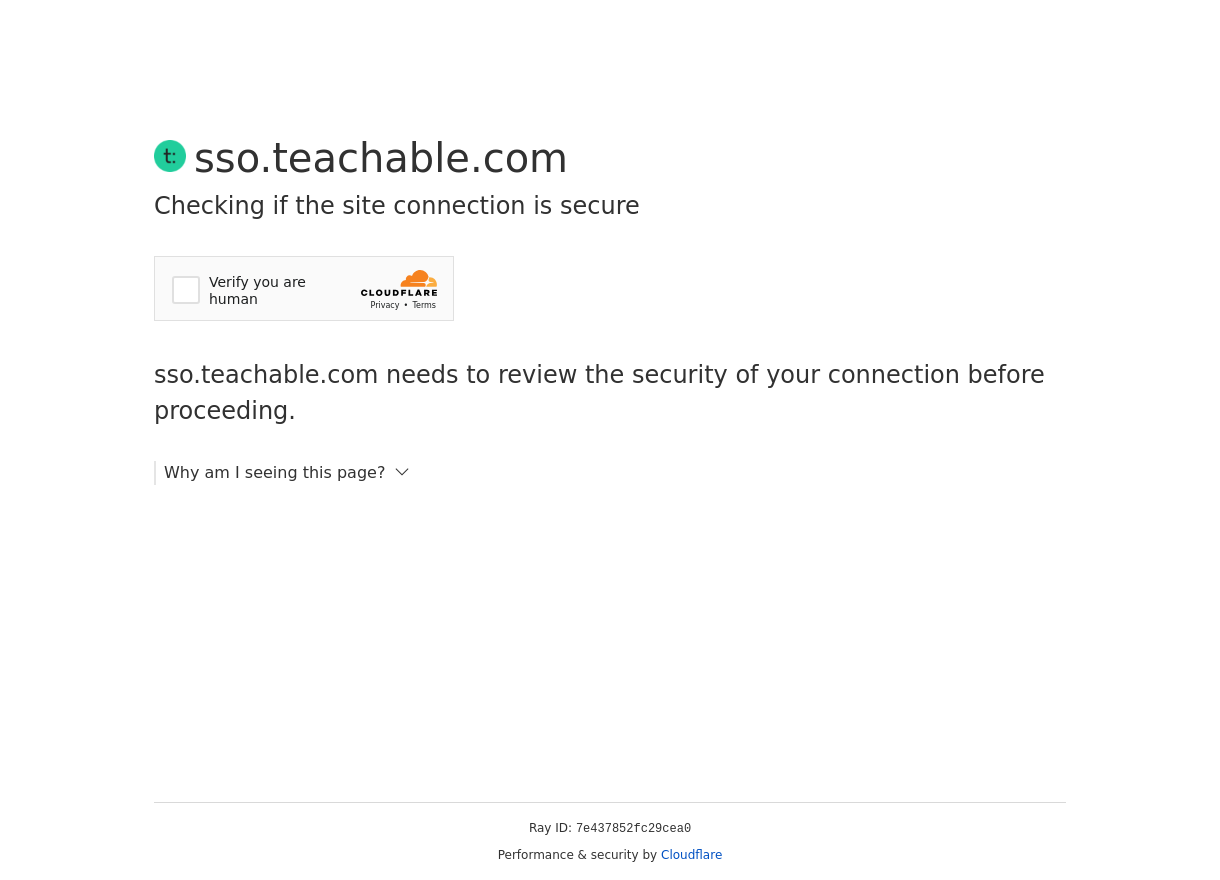 t:
sso.teachable.com
Checking if the site connection is secure
Verify you are
human
CLOUDFLARE
Privacy • Terms
sso.teachable.com needs to review the security of your connection before
proceeding.
Why am I seeing this page?
Ray ID: 7e437852fc29cea0
Performance & security by Cloudflare